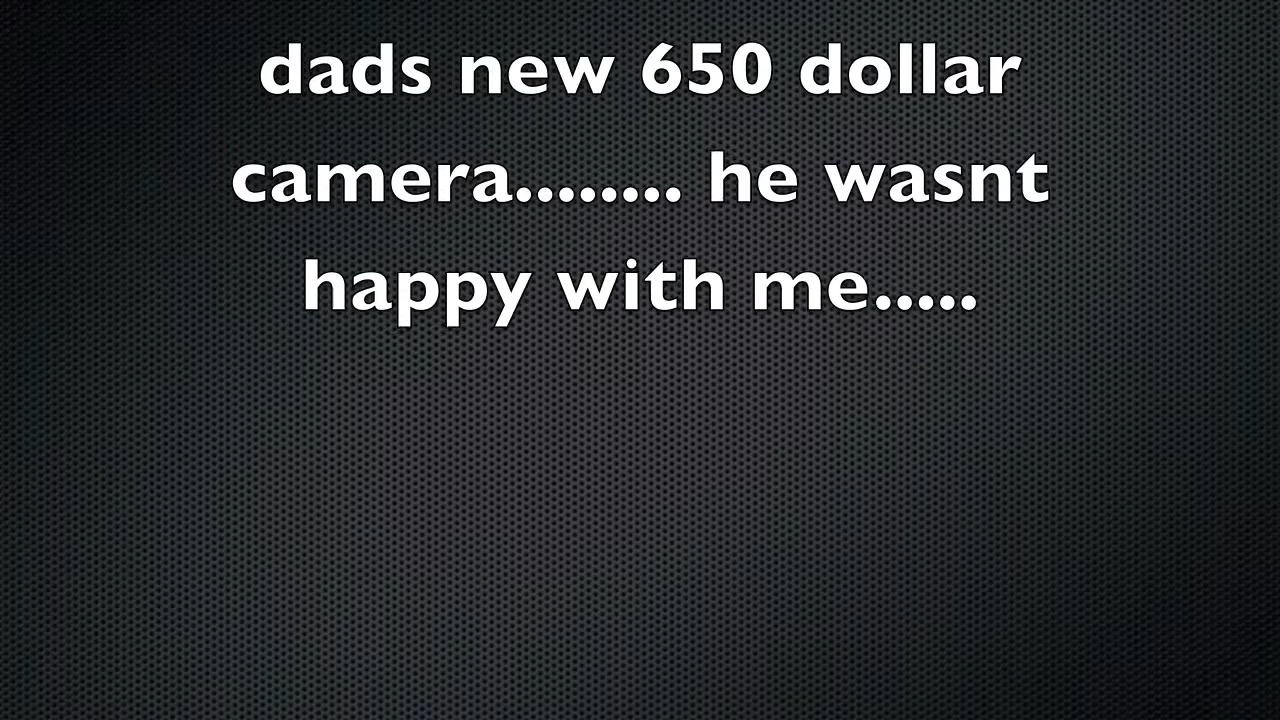 dads new 650 dollar
camera........ he wasnt
happy with me.....